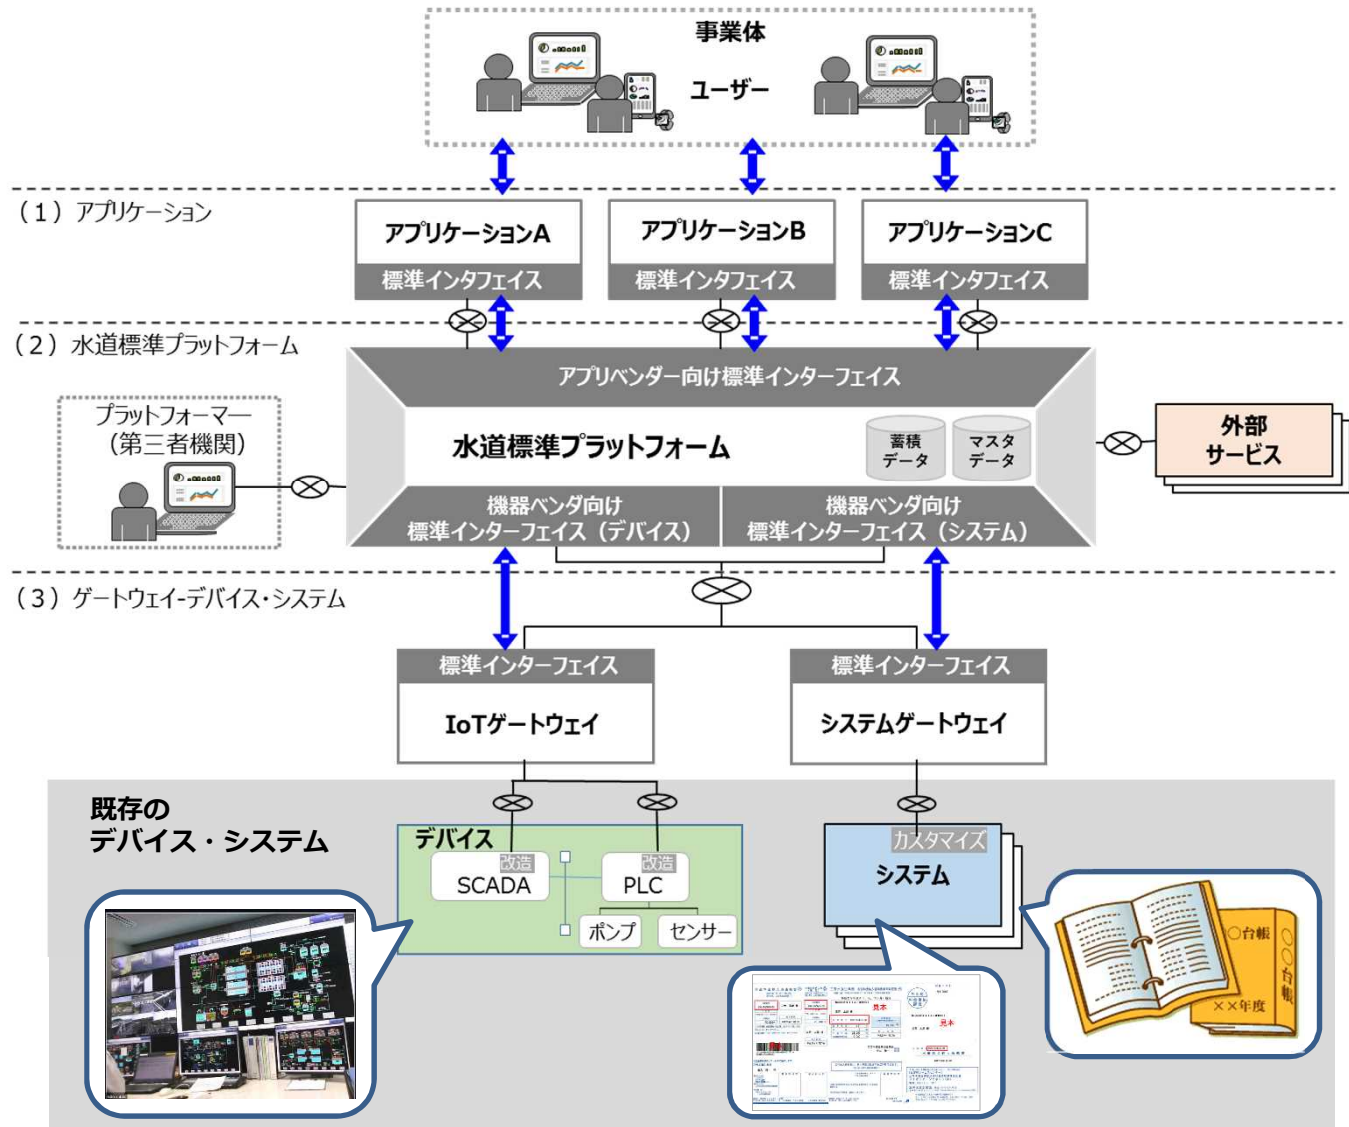 事業体
ユーザー
（１）アプリケーション
アプリケーションA
アプリケーションB
アプリケーションC
標準インタフェイス
標準インタフェイス
標準インタフェイス
（２）水道標準プラットフォーム
アプリベンダー向け標準インターフェイス
プラットフォーマー
（第三者機関）
水道標準プラットフォーム
蓄積
データ
マスタ
データ
外部
サービス
機器ベンダ向け
標準インターフェイス（デバイス）
機器ベンダ向け
標準インターフェイス（システム）
（３）ゲートウェイ-デバイス・システム
標準インターフェイス
IoTゲートウェイ
標準インターフェイス
システムゲートウェイ
既存の
デバイス・システム
デバイス
改造
SCADA
改造
PLC
ポンプ
センサー
カスタマイズ
システム
〇台帳
〇〇台帳
××年度
見本
見本